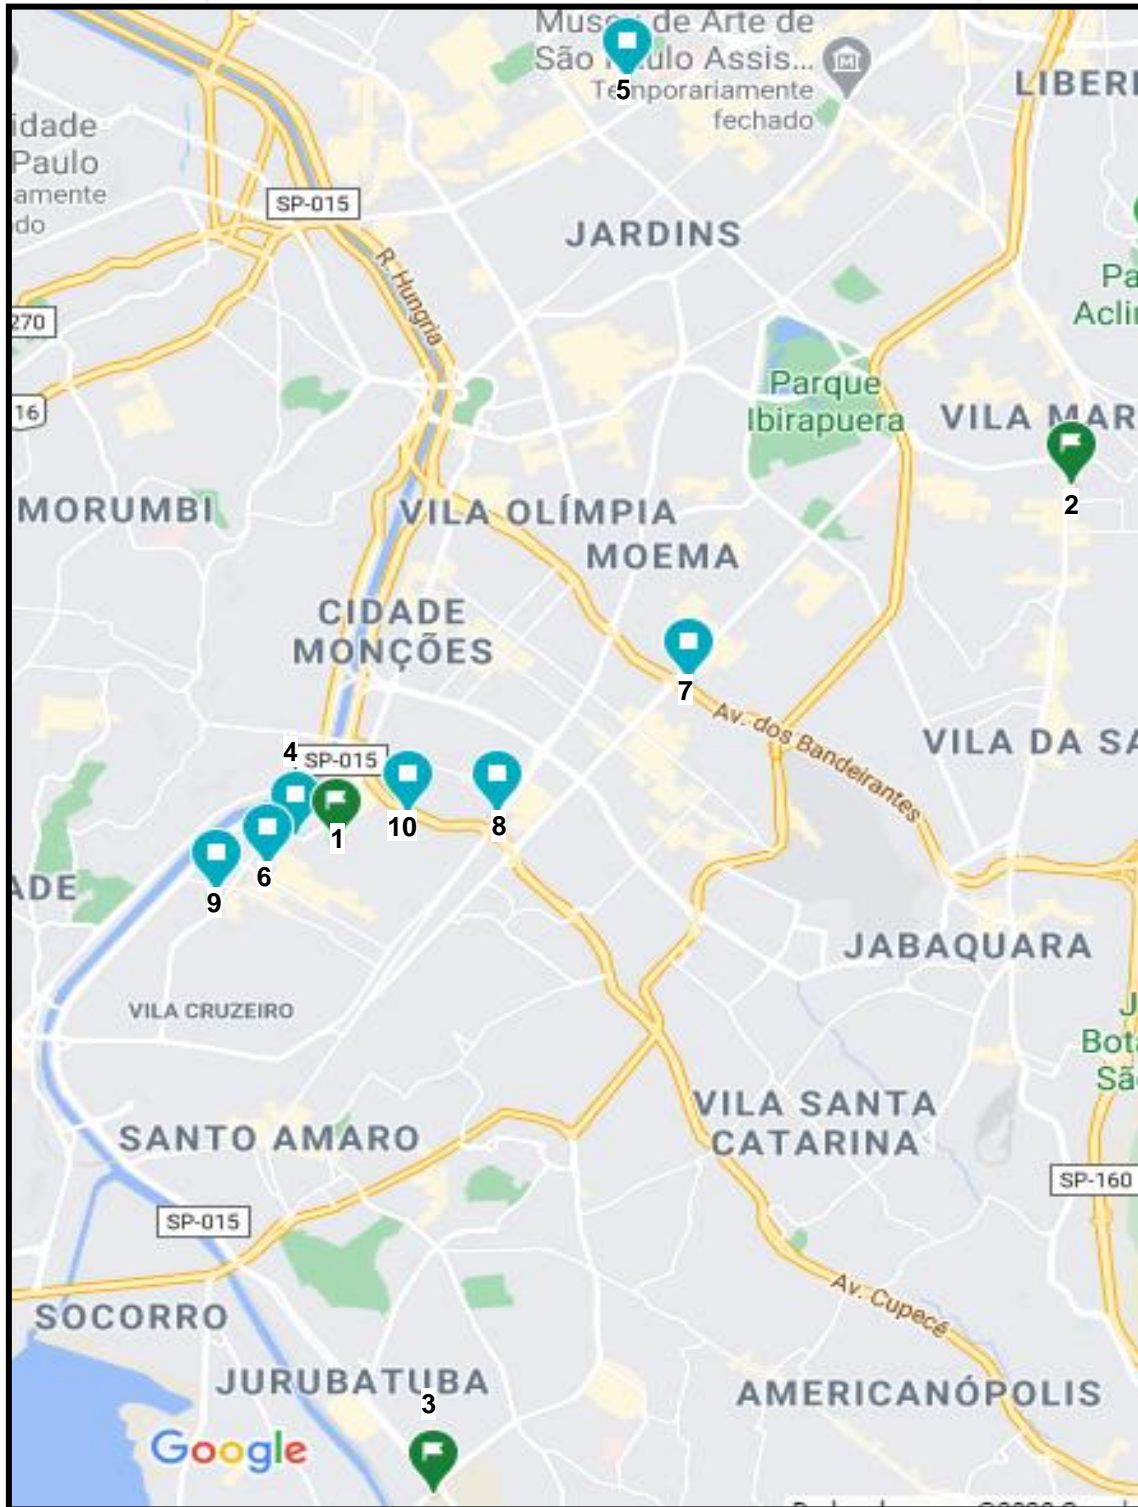 Museu de Arte de
São Paulo Assis...
Temporariamente
fechado
5
LIBER
idade
Paulo
amente
do
SP-015
JARDINS
R. Hungria
Pa
Aclim
270
16
Parque
Ibirapuera
VILA MAR
2
MORUMBI
VILA OLÍMPIA
MOEMA
CIDADE
MONÇÕES
7
Av. dos Bandeirantes
VILA DA SA
4
SP-015
1
10
8
6
9
ADE
JABAQUARA
VILA CRUZEIRO
J
Bota
São
VILA SANTA
CATARINA
SANTO AMARO
SP-160
SP-015
Av. Cupecê
SOCORRO
JURUBATUBA
3
AMERICANÓPOLIS
Google